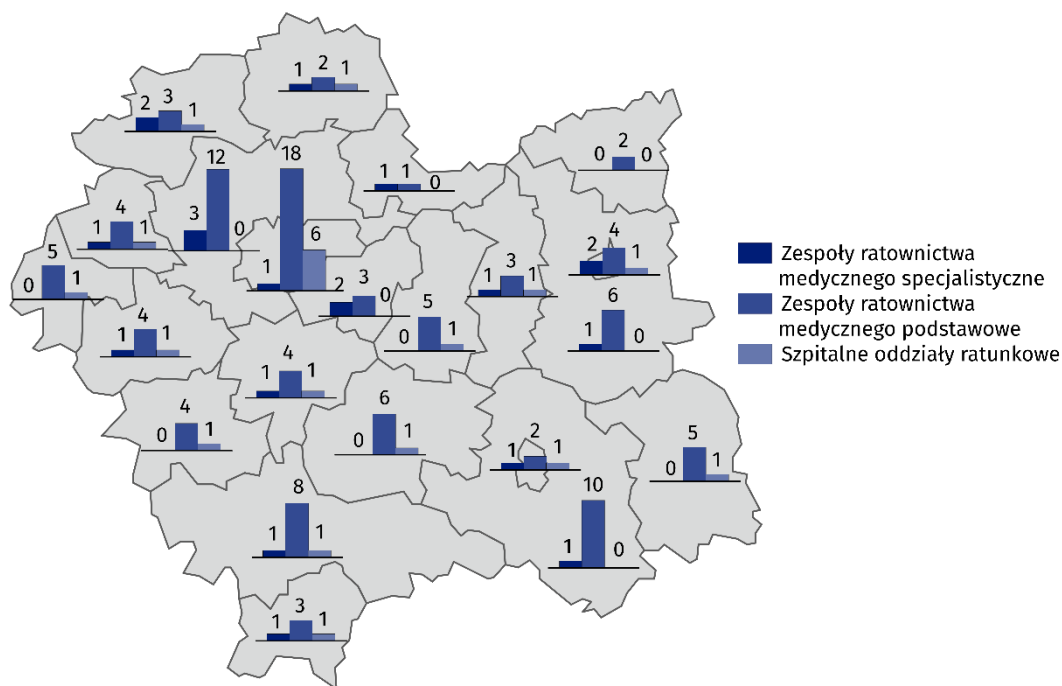 1 2 1
2 3 1
0 2 0
12
3 0
18
1 6
1 1 0
1 4 1
0 5 1
2 3 0
0 5 1
1 3 1
2 4 1
1 6 0
1 4 1
1 4 1
0 4 1
0 6 1
1 2 1
0 5 1
1 8 1
1 10 0
1 3 1
Zespoły ratownictwa
medycznego specjalistyczne
Zespoły ratownictwa
medycznego podstawowe
Szpitalne oddziały ratunkowe